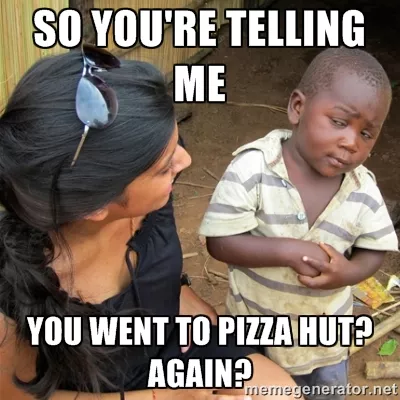 SO YOU'RE TELLING
ME
YOU WENT TO PIZZA HUT?
AGAIN?
memegenerator.net